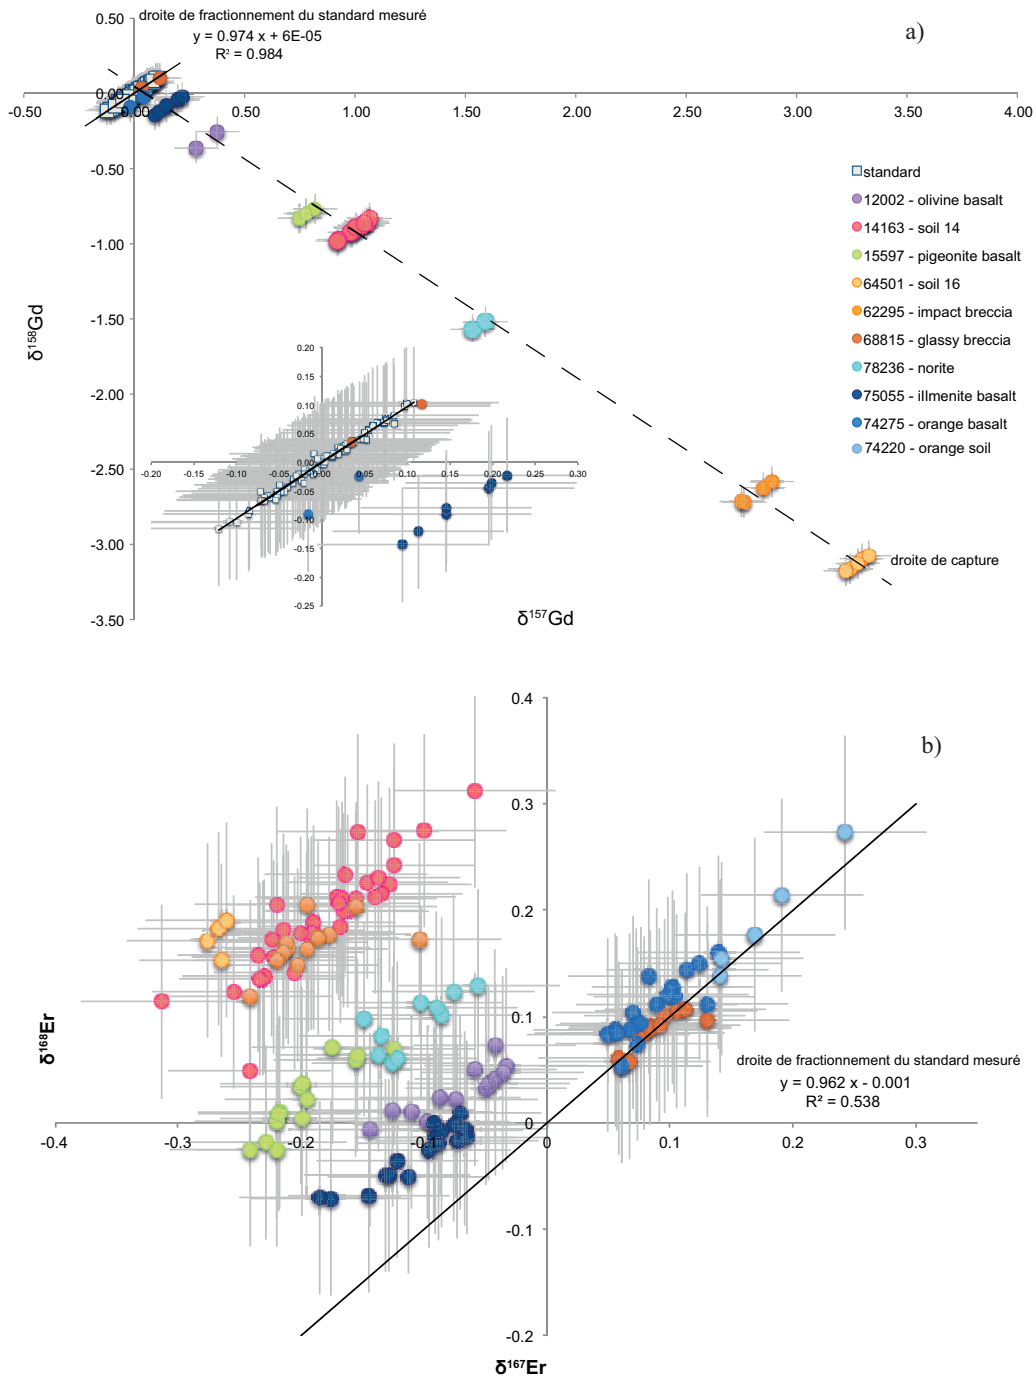 a)
droite de fractionnement du standard mesuré
y = 0.974 x + 6E-05
R² = 0.984
0.50
0.00
-0.50
-1.00
-1.50
-2.00
-2.50
-3.00
-3.50
-0.50
0.00
0.50
1.00
1.50
2.00
2.50
3.00
3.50
4.00
δ¹⁵⁸Gd
δ¹⁵⁷Gd
standard
12002 - olivine basalt
14163 - soil 14
15597 - pigeonite basalt
64501 - soil 16
62295 - impact breccia
68815 - glassy breccia
78236 - norite
75055 - illmenite basalt
74275 - orange basalt
74220 - orange soil
droite de capture
0.20
0.15
0.10
0.05
0.00
-0.05
-0.10
-0.15
-0.20
-0.25
-0.20
-0.15
-0.10
-0.05
0.00
0.05
0.10
0.15
0.20
0.25
0.30
b)
0.4
0.3
0.2
0.1
0
-0.1
-0.2
-0.4
-0.3
-0.2
-0.1
0
0.1
0.2
0.3
δ¹⁶⁸Er
droite de fractionnement du standard mesuré
y = 0.962 x - 0.001
R² = 0.538
δ¹⁶⁷Er